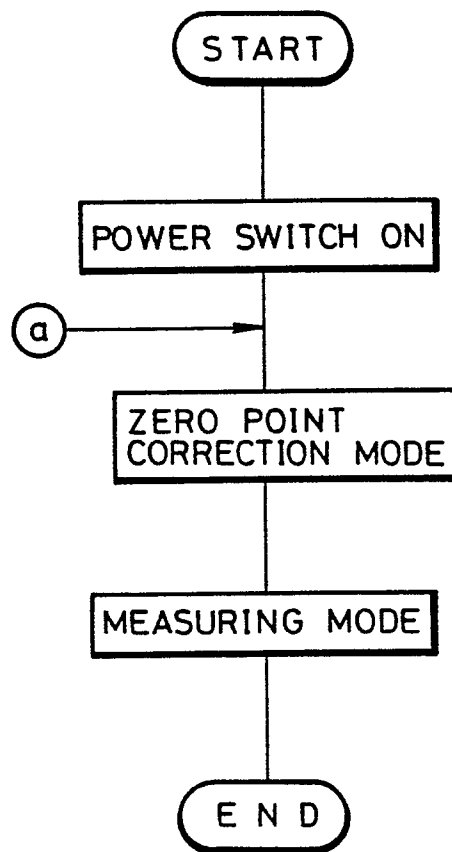 START
POWER SWITCH ON
a
ZERO POINT
CORRECTION MODE
MEASURING MODE
END